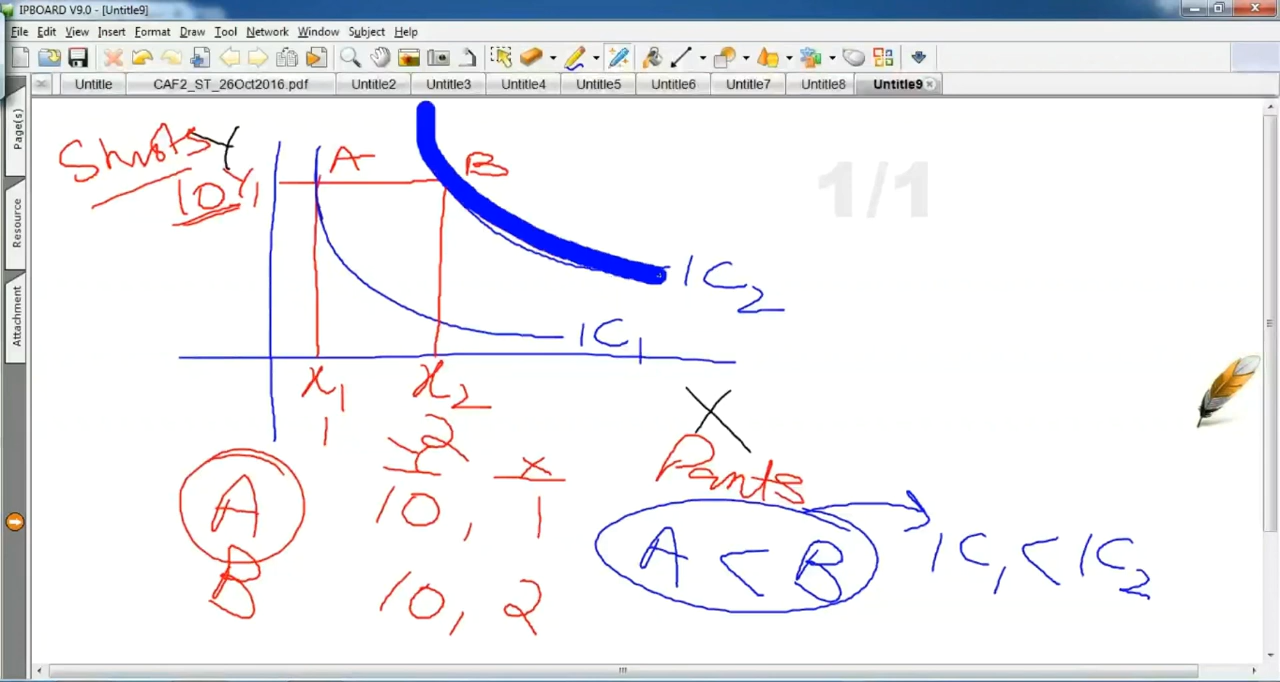 IPBOARD V9.0 - [Untitled9]
File Edit View Insert Format Draw Tool Network Window Subject Help
Untitle CAF2_ST_26Oct2016.pdf Untitle2 Untitle3 Untitle4 Untitle5 Untitle6 Untitle7 Untitle8 Untitle9
Page(s)
Resource
Attachment
1/1
Shirts Y
10 Y1
A B
IC2
IC1
x1 x2
1 2
X
Pants
Y x
A 10, 1
B 10, 2
A < B
IC1 < IC2